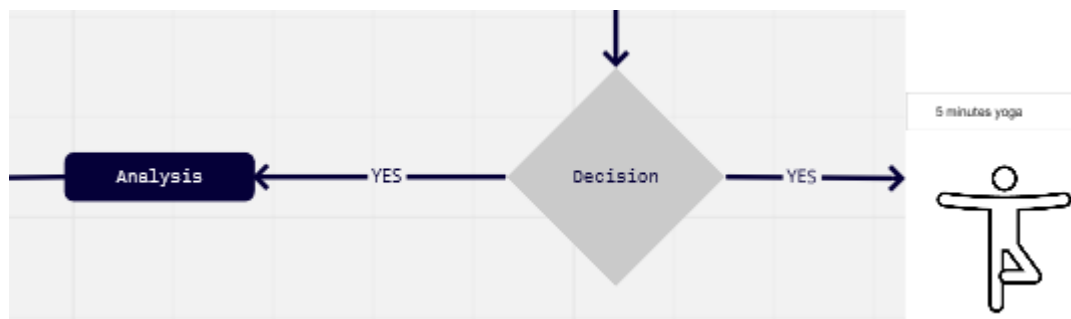 5 minutes yoga
Analysis
YES
Decision
YES